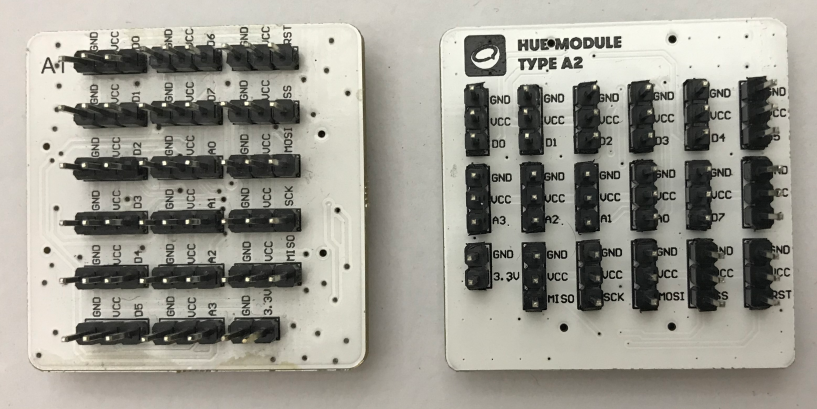 A1
GND VCC D0 GND VCC D6 GND VCC RST
GND VCC D1 GND VCC D7 GND VCC SS
GND VCC D2 GND VCC A0 GND VCC MOSI
GND VCC D3 GND VCC A1 GND VCC SCK
GND VCC D4 GND VCC A2 GND VCC MISO
GND VCC D5 GND VCC A3 GND 3.3V
HUE MODULE
TYPE A2
GND GND GND GND GND GND
VCC VCC VCC VCC VCC VCC
D0 D1 D2 D3 D4
GND GND GND GND GND
VCC VCC VCC VCC VCC
A3 A2 A1 A0 D7
GND GND GND GND GND GND
3.3V VCC VCC VCC VCC VCC
MISO SCK MOSI SS RST